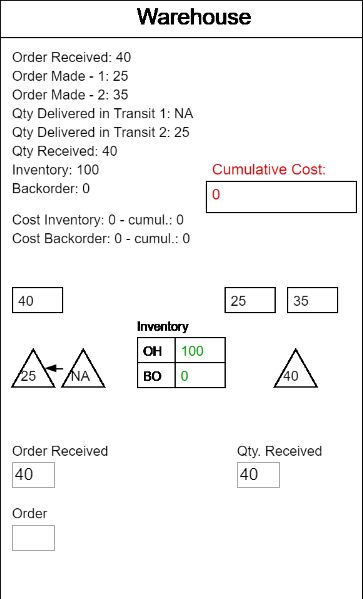 Warehouse
Order Received: 40
Order Made - 1: 25
Order Made - 2: 35
Qty Delivered in Transit 1: NA
Qty Delivered in Transit 2: 25
Qty Received: 40
Inventory: 100
Backorder: 0
Cumulative Cost:
0
Cost Inventory: 0 - cumul.: 0
Cost Backorder: 0 - cumul.: 0
40
25 35
Inventory
OH 100
BO 0
25 NA
40
Order Received
40
Qty. Received
40
Order